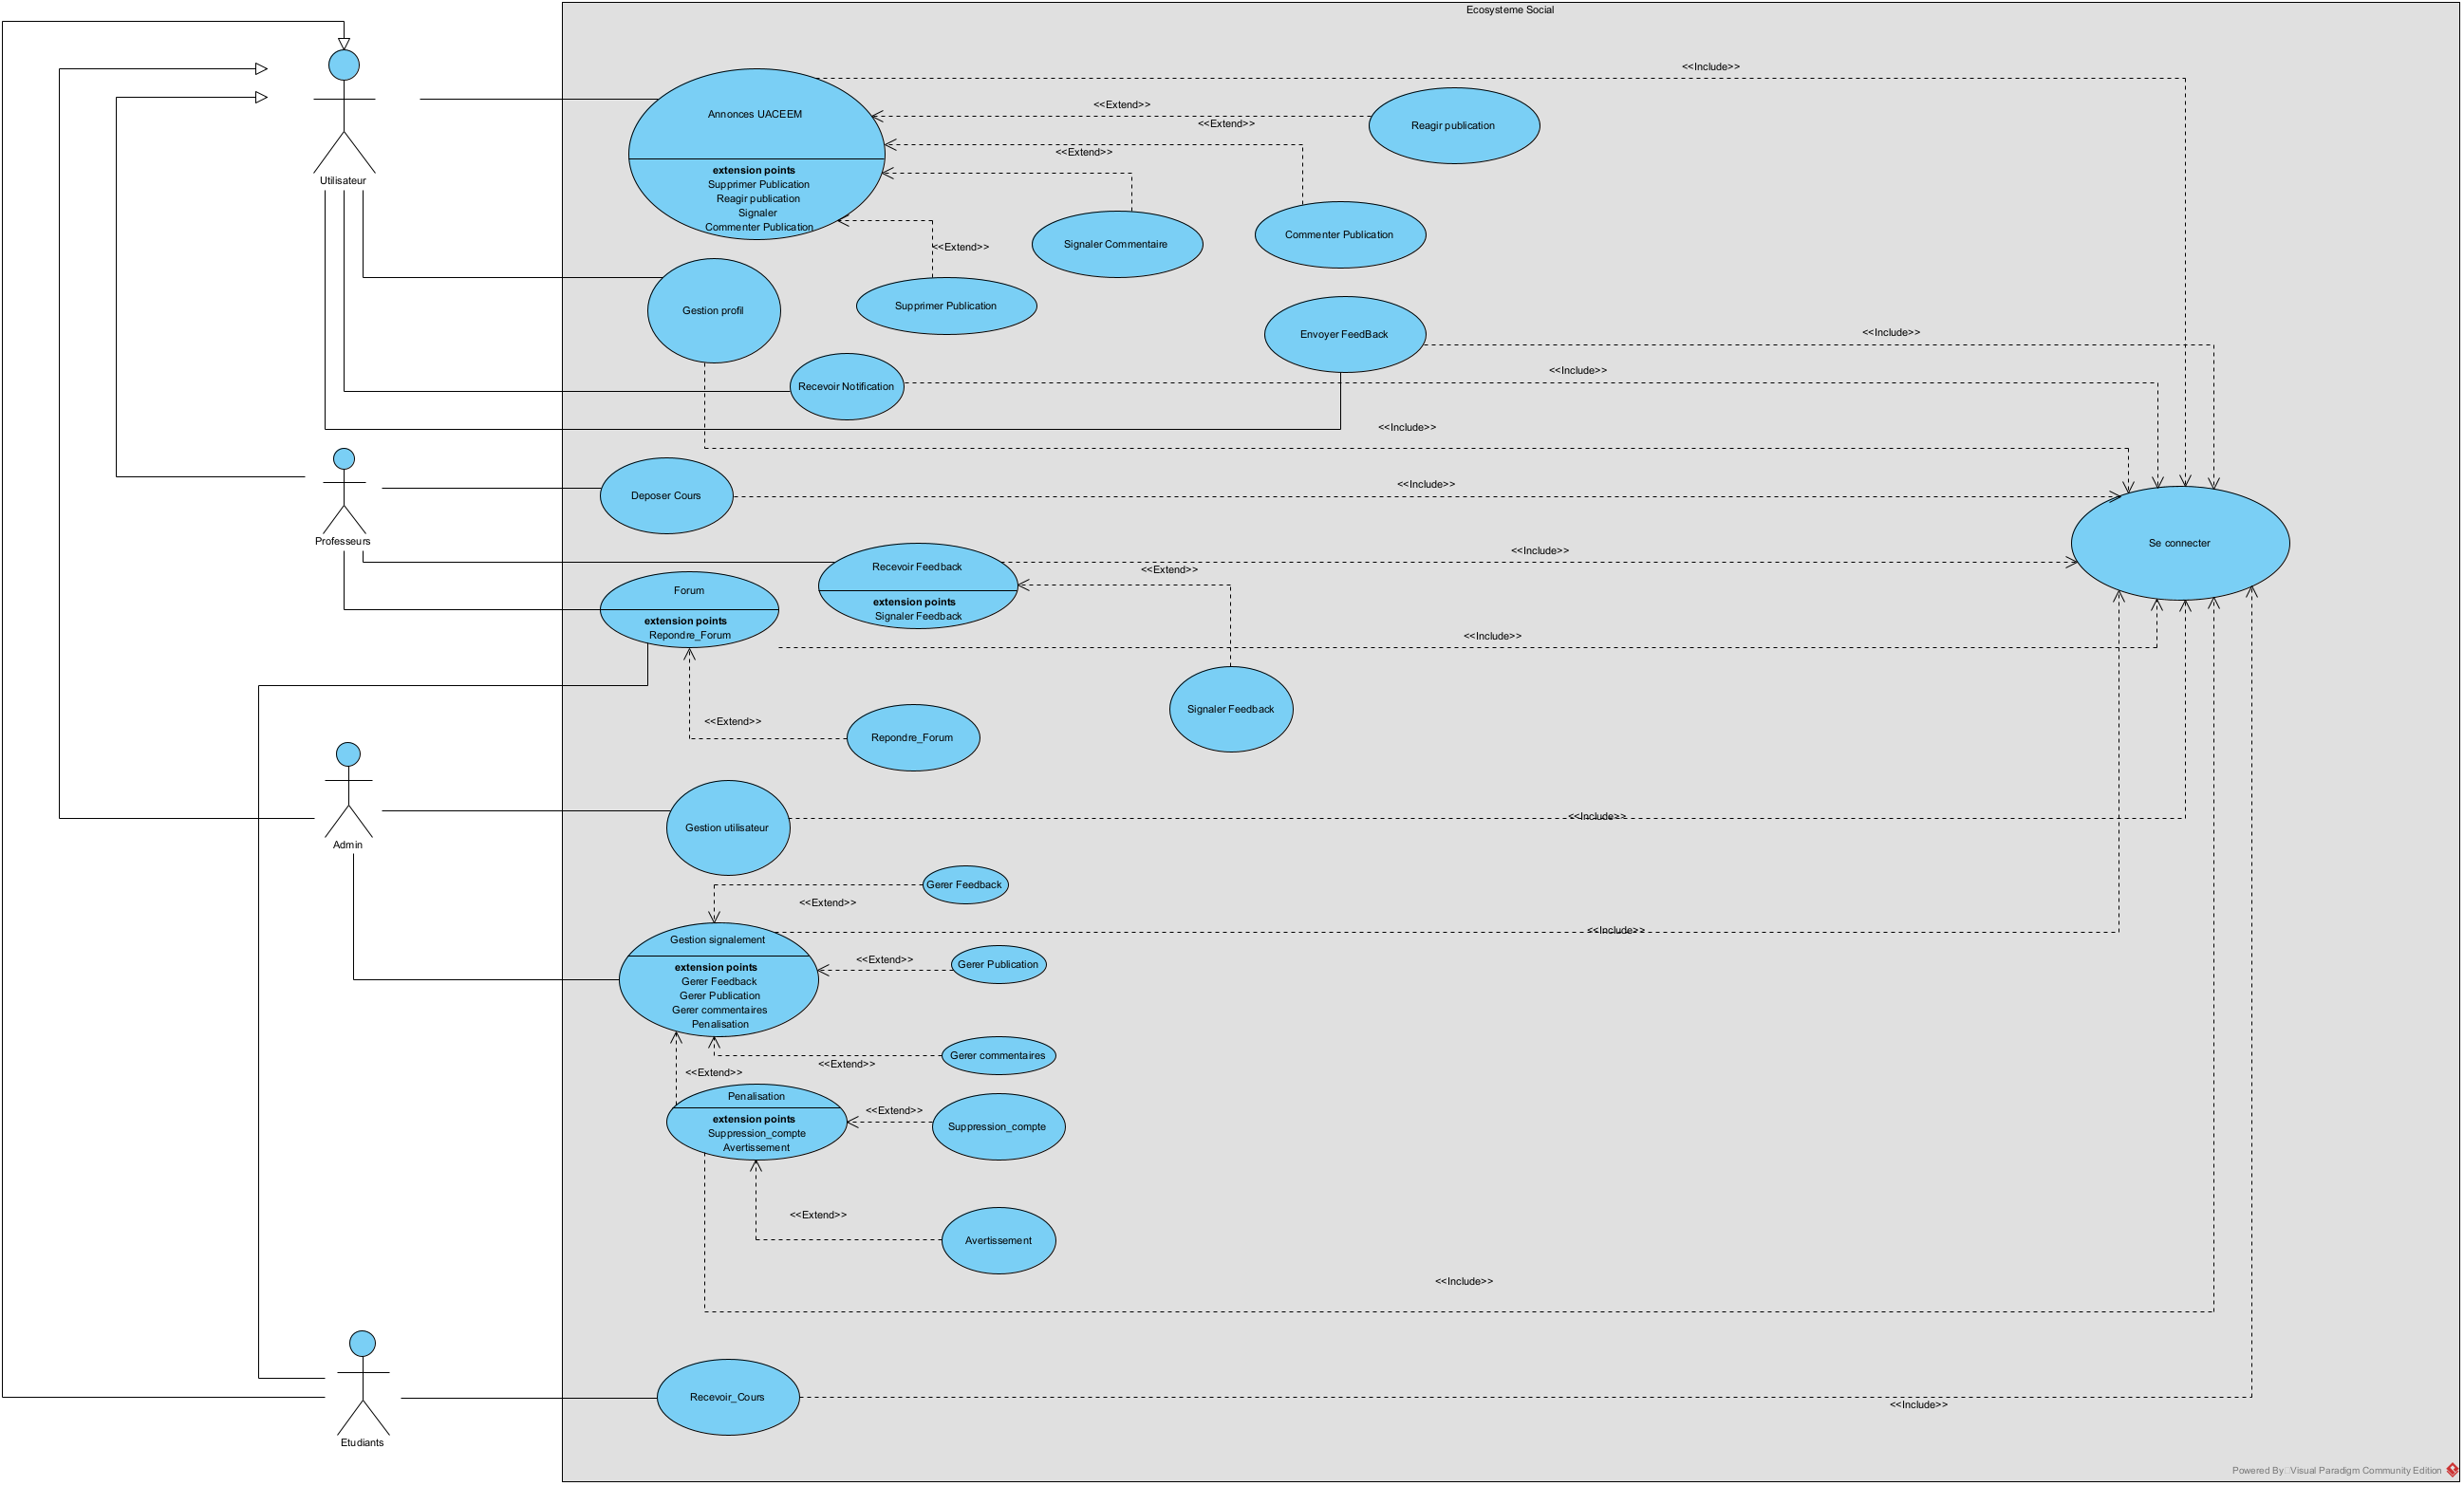 Ecosysteme Social
<<Include>>
<<Extend>>
Annonces UACEEM
Reagir publication
<<Extend>>
<<Extend>>
extension points
Supprimer Publication
Reagir publication
Signaler
Commenter Publication
Utilisateur
Signaler Commentaire
Commenter Publication
<<Extend>>
Gestion profil
Supprimer Publication
Envoyer FeedBack
<<Include>>
Recevoir Notification
<<Include>>
<<Include>>
Deposer Cours
<<Include>>
Professeurs
Se connecter
<<Include>>
Recevoir Feedback
<<Extend>>
extension points
Signaler Feedback
Forum
extension points
Repondre_Forum
<<Include>>
Signaler Feedback
<<Extend>>
Repondre_Forum
Admin
Gestion utilisateur
<<Include>>
Gerer Feedback
<<Extend>>
Gestion signalement
<<Include>>
extension points
Gerer Feedback
Gerer Publication
Gerer commentaires
Penalisation
<<Extend>>
Gerer Publication
Gerer commentaires
<<Extend>>
<<Extend>>
Penalisation
extension points
Suppression_compte
Avertissement
<<Extend>>
Suppression_compte
<<Extend>>
Avertissement
<<Include>>
Etudiants
Recevoir_Cours
<<Include>>
Powered By Visual Paradigm Community Edition